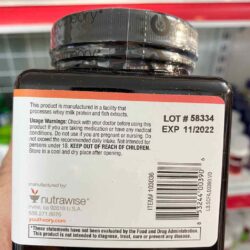 LOT # 58334
EXP 11/2022
This product is manufactured in a facility that
processes whey milk protein and fish extracts.
Usage Warnings: Check with your doctor before using this
product if you are taking medication or have any medical
conditions. Do not use if you are pregnant or nursing. Do
not exceed the recommended daily intake. Not intended for
persons under 18. KEEP OUT OF REACH OF CHILDREN.
Store in a cool and dry place after opening.
manufactured by
nutrawise®
Irvine, co 92618 U.S.A
youtheory.com
ITEM# 100036
*These statements have not been evaluated by the Food and Drug Administration.
This product is not intended to diagnose, treat, cure or prevent any disease.